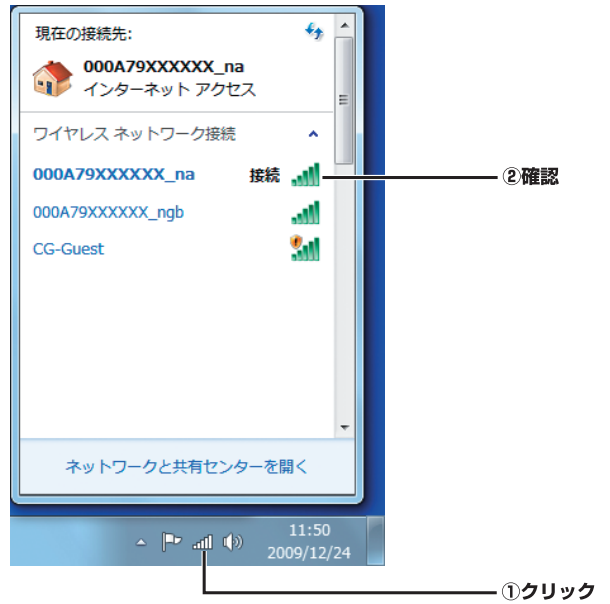 現在の接続先:
000A79XXXXXX_na
インターネット アクセス
ワイヤレス ネットワーク接続
000A79XXXXXX_na 接続
②確認
000A79XXXXXX_ngb
CG-Guest
ネットワークと共有センターを開く
11:50
2009/12/24
①クリック